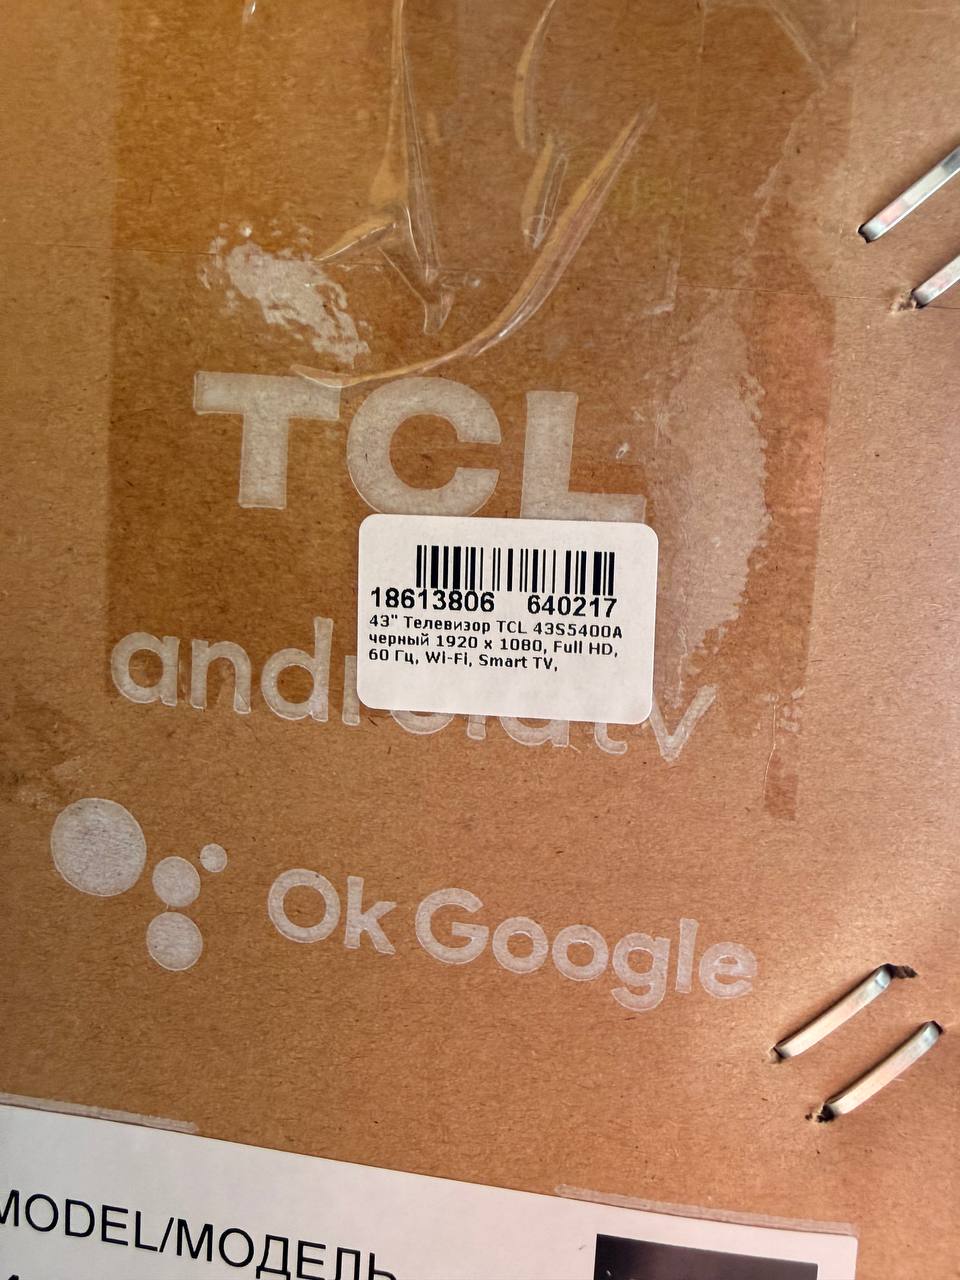 TCL
18613806 640217
43" Телевизор TCL 43S5400A
черный 1920 x 1080, Full HD,
60 Гц, Wi-Fi, Smart TV,
androidtv
Ok Google
MODEL/МОДЕЛЬ